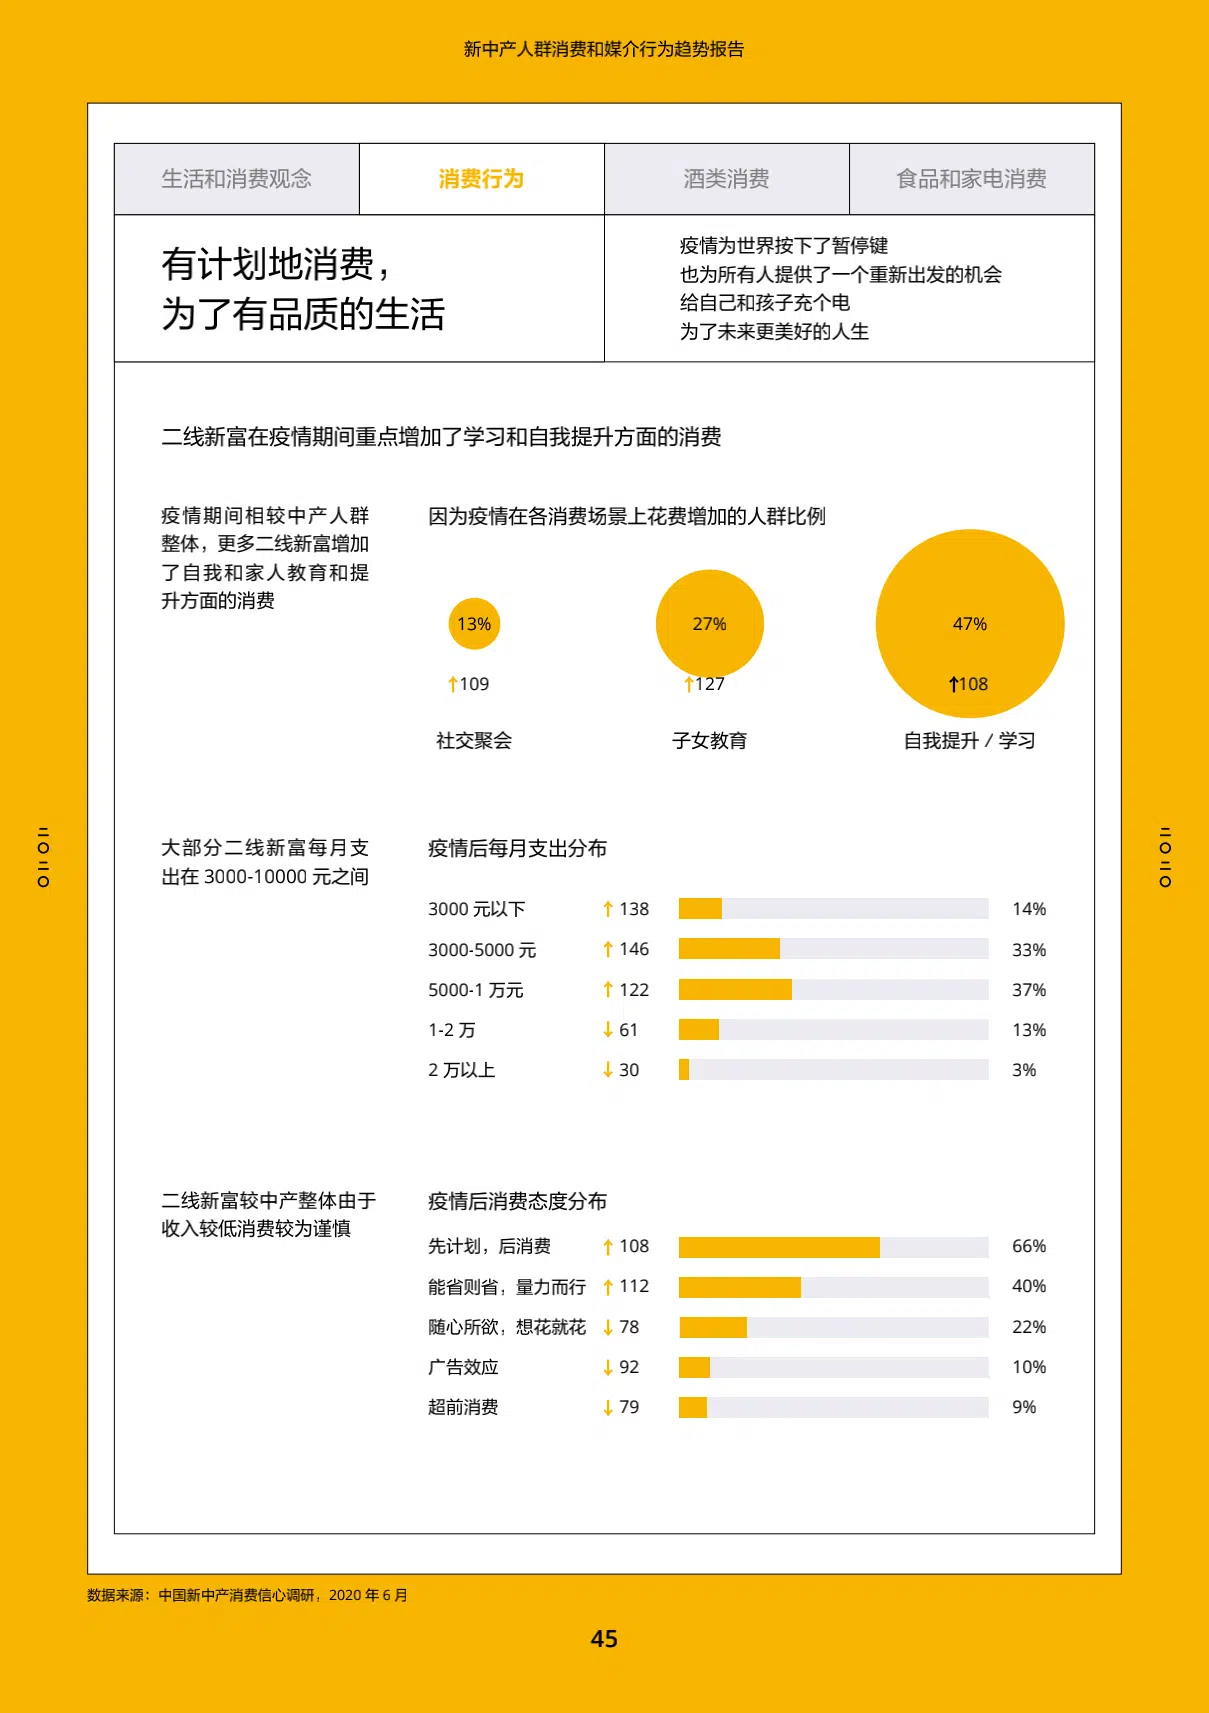 新中产人群消费和媒介行为趋势报告
生活和消费观念
消费行为
酒类消费
食品和家电消费
有计划地消费，
为了有品质的生活
疫情为世界按下了暂停键
也为所有人提供了一个重新出发的机会
给自己和孩子充个电
为了未来更美好的人生
二线新富在疫情期间重点增加了学习和自我提升方面的消费
疫情期间相较中产人群
整体，更多二线新富增加
了自我和家人教育和提
升方面的消费
因为疫情在各消费场景上花费增加的人群比例
13%
27%
47%
↑109
↑127
↑108
社交聚会
子女教育
自我提升 / 学习
二〇二〇
二〇二〇
大部分二线新富每月支
出在 3000-10000 元之间
疫情后每月支出分布
3000 元以下 ↑ 138 14%
3000-5000 元 ↑ 146 33%
5000-1 万元 ↑ 122 37%
1-2 万 ↓ 61 13%
2 万以上 ↓ 30 3%
二线新富较中产整体由于
收入较低消费较为谨慎
疫情后消费态度分布
先计划，后消费 ↑ 108 66%
能省则省，量力而行 ↑ 112 40%
随心所欲，想花就花 ↓ 78 22%
广告效应 ↓ 92 10%
超前消费 ↓ 79 9%
数据来源：中国新中产消费信心调研，2020 年 6 月
45